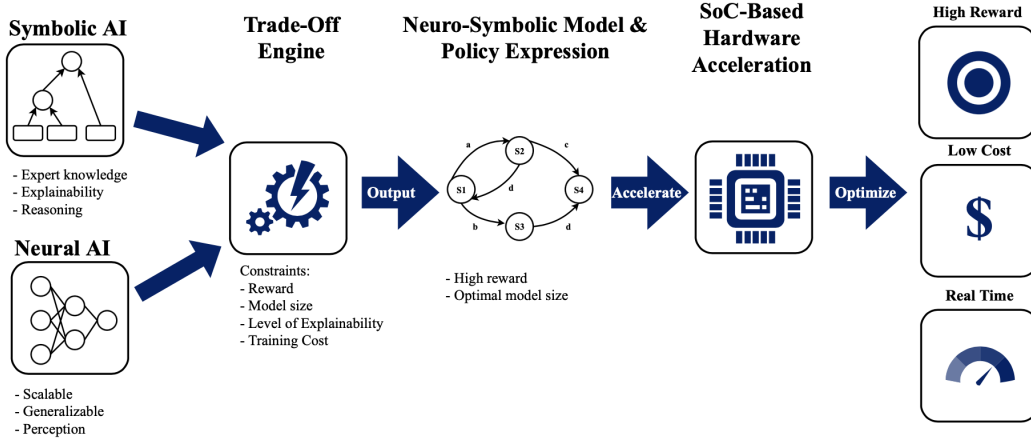 Symbolic AI
- Expert knowledge
- Explainability
- Reasoning
Neural AI
- Scalable
- Generalizable
- Perception
Trade-Off
Engine
Constraints:
- Reward
- Model size
- Level of Explainability
- Training Cost
Output
Neuro-Symbolic Model &
Policy Expression
a
c
S2
d
S1
S4
b
d
S3
- High reward
- Optimal model size
Accelerate
SoC-Based
Hardware
Acceleration
Optimize
High Reward
Low Cost
$
Real Time